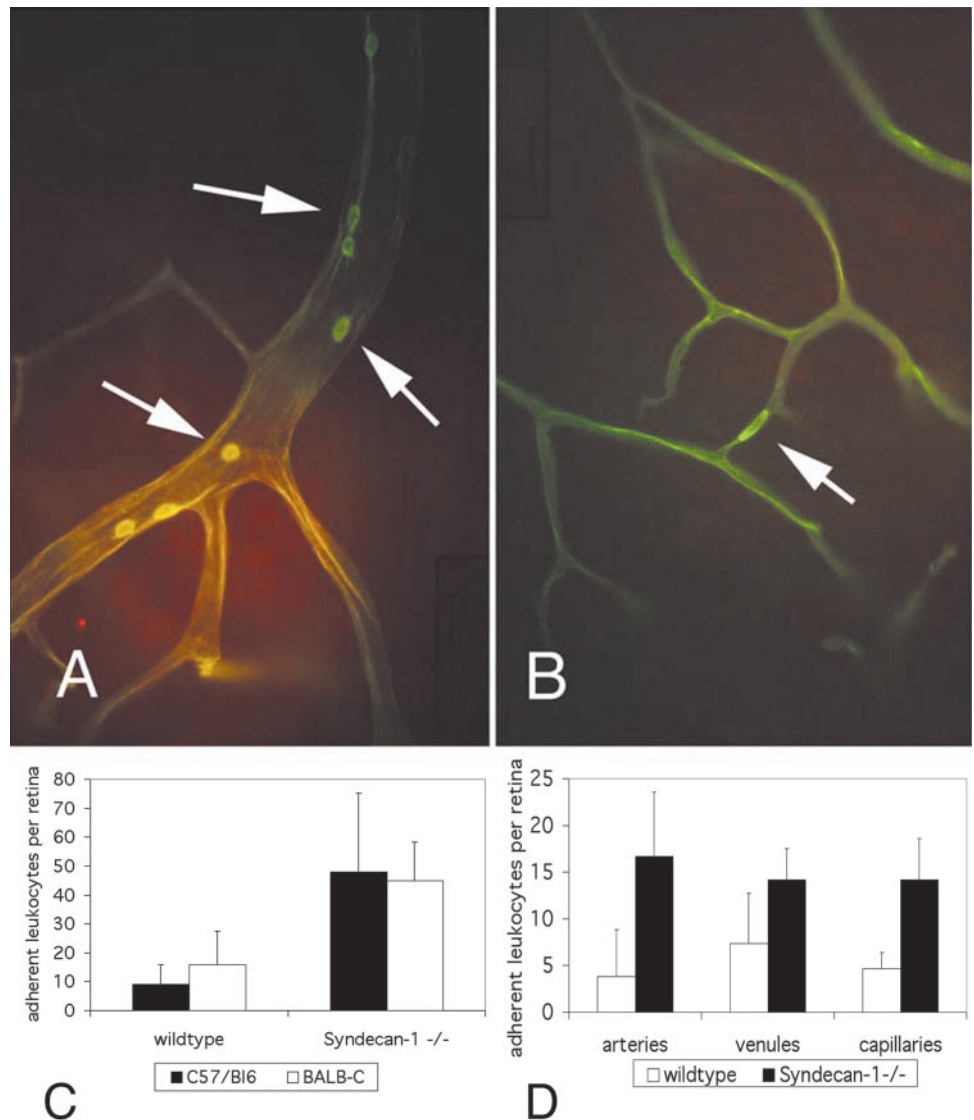 A
B
adherent leukocytes per retina
80
70
60
50
40
30
20
10
0
wildtype Syndecan-1 -/-
C57/Bl6 BALB-C
C
adherent leukocytes per retina
25
20
15
10
5
0
arteries venules capillaries
wildtype Syndecan-1-/-
D